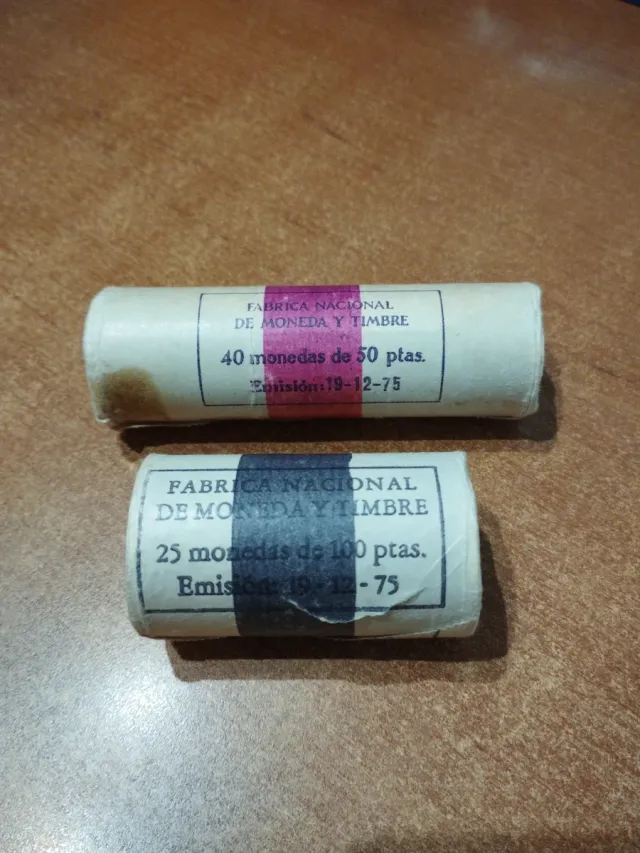 FABRICA NACIONAL
DE MONEDA Y TIMBRE
40 monedas de 50 ptas.
Emisión: 19-12-75
FABRICA NACIONAL
DE MONEDA Y TIMBRE
25 monedas de 100 ptas.
Emisión: 19-12-75